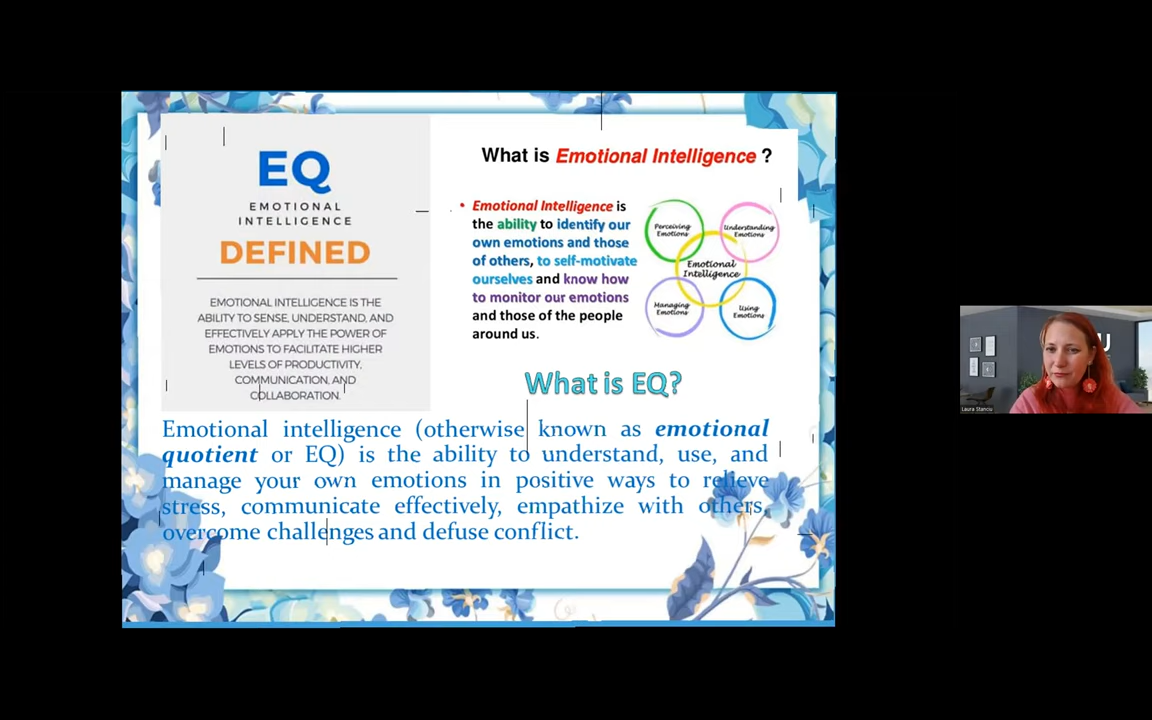 EQ
EMOTIONAL
INTELLIGENCE
DEFINED
EMOTIONAL INTELLIGENCE IS THE
ABILITY TO SENSE, UNDERSTAND, AND
EFFECTIVELY APPLY THE POWER OF
EMOTIONS TO FACILITATE HIGHER
LEVELS OF PRODUCTIVITY,
COMMUNICATION, AND
COLLABORATION.
What is Emotional Intelligence ?
• Emotional Intelligence is
the ability to identify our
own emotions and those
of others, to self-motivate
ourselves and know how
to monitor our emotions
and those of the people
around us.
Perceiving
Emotions
Understanding
Emotions
Emotional
Intelligence
Managing
Emotions
Using
Emotions
What is EQ?
Emotional intelligence (otherwise known as emotional
quotient or EQ) is the ability to understand, use, and
manage your own emotions in positive ways to relieve
stress, communicate effectively, empathize with others,
overcome challenges and defuse conflict.
U
Laura Stanciu